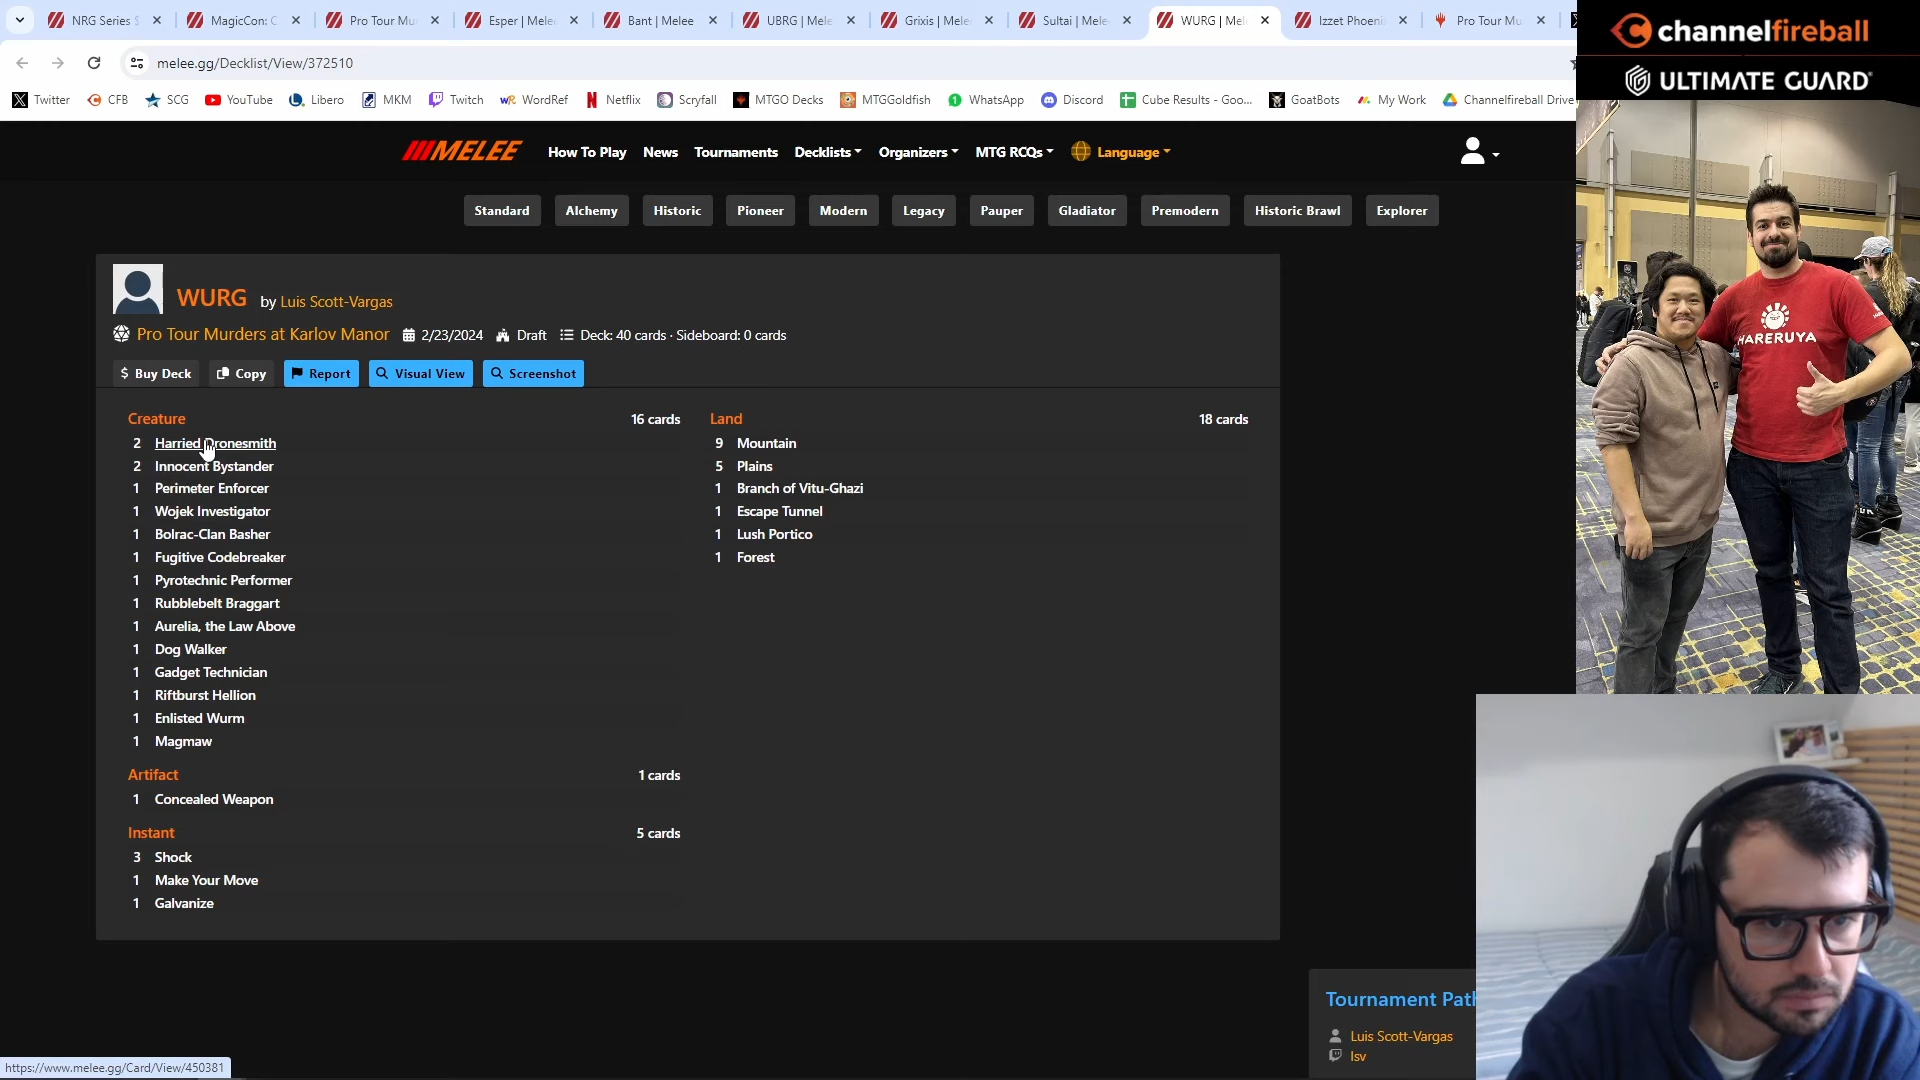 NRG Series $
MagicCon: C
Pro Tour Mu
Esper | Mele
Bant | Melee
UBRG | Mele
Grixis | Mele
Sultai | Mele
WURG | Mel
Izzet Phoeni
Pro Tour Mu
channelfireball
melee.gg/Decklist/View/372510
ULTIMATE GUARD
Twitter
CFB
SCG
YouTube
Libero
MKM
Twitch
WordRef
Netflix
Scryfall
MTGO Decks
MTGGoldfish
WhatsApp
Discord
Cube Results - Goo...
GoatBots
My Work
Channelfireball Drive
MELEE
How To Play
News
Tournaments
Decklists
Organizers
MTG RCQs
Language
Standard
Alchemy
Historic
Pioneer
Modern
Legacy
Pauper
Gladiator
Premodern
Historic Brawl
Explorer
WURG by Luis Scott-Vargas
Pro Tour Murders at Karlov Manor 2/23/2024 Draft Deck: 40 cards · Sideboard: 0 cards
$ Buy Deck
Copy
Report
Visual View
Screenshot
Creature 16 cards
2 Harried Dronesmith
2 Innocent Bystander
1 Perimeter Enforcer
1 Wojek Investigator
1 Bolrac-Clan Basher
1 Fugitive Codebreaker
1 Pyrotechnic Performer
1 Rubblebelt Braggart
1 Aurelia, the Law Above
1 Dog Walker
1 Gadget Technician
1 Riftburst Hellion
1 Enlisted Wurm
1 Magmaw
Artifact 1 cards
1 Concealed Weapon
Instant 5 cards
3 Shock
1 Make Your Move
1 Galvanize
Land 18 cards
9 Mountain
5 Plains
1 Branch of Vitu-Ghazi
1 Escape Tunnel
1 Lush Portico
1 Forest
HARERUYA
Tournament Path
Luis Scott-Vargas
lsv
https://www.melee.gg/Card/View/450381